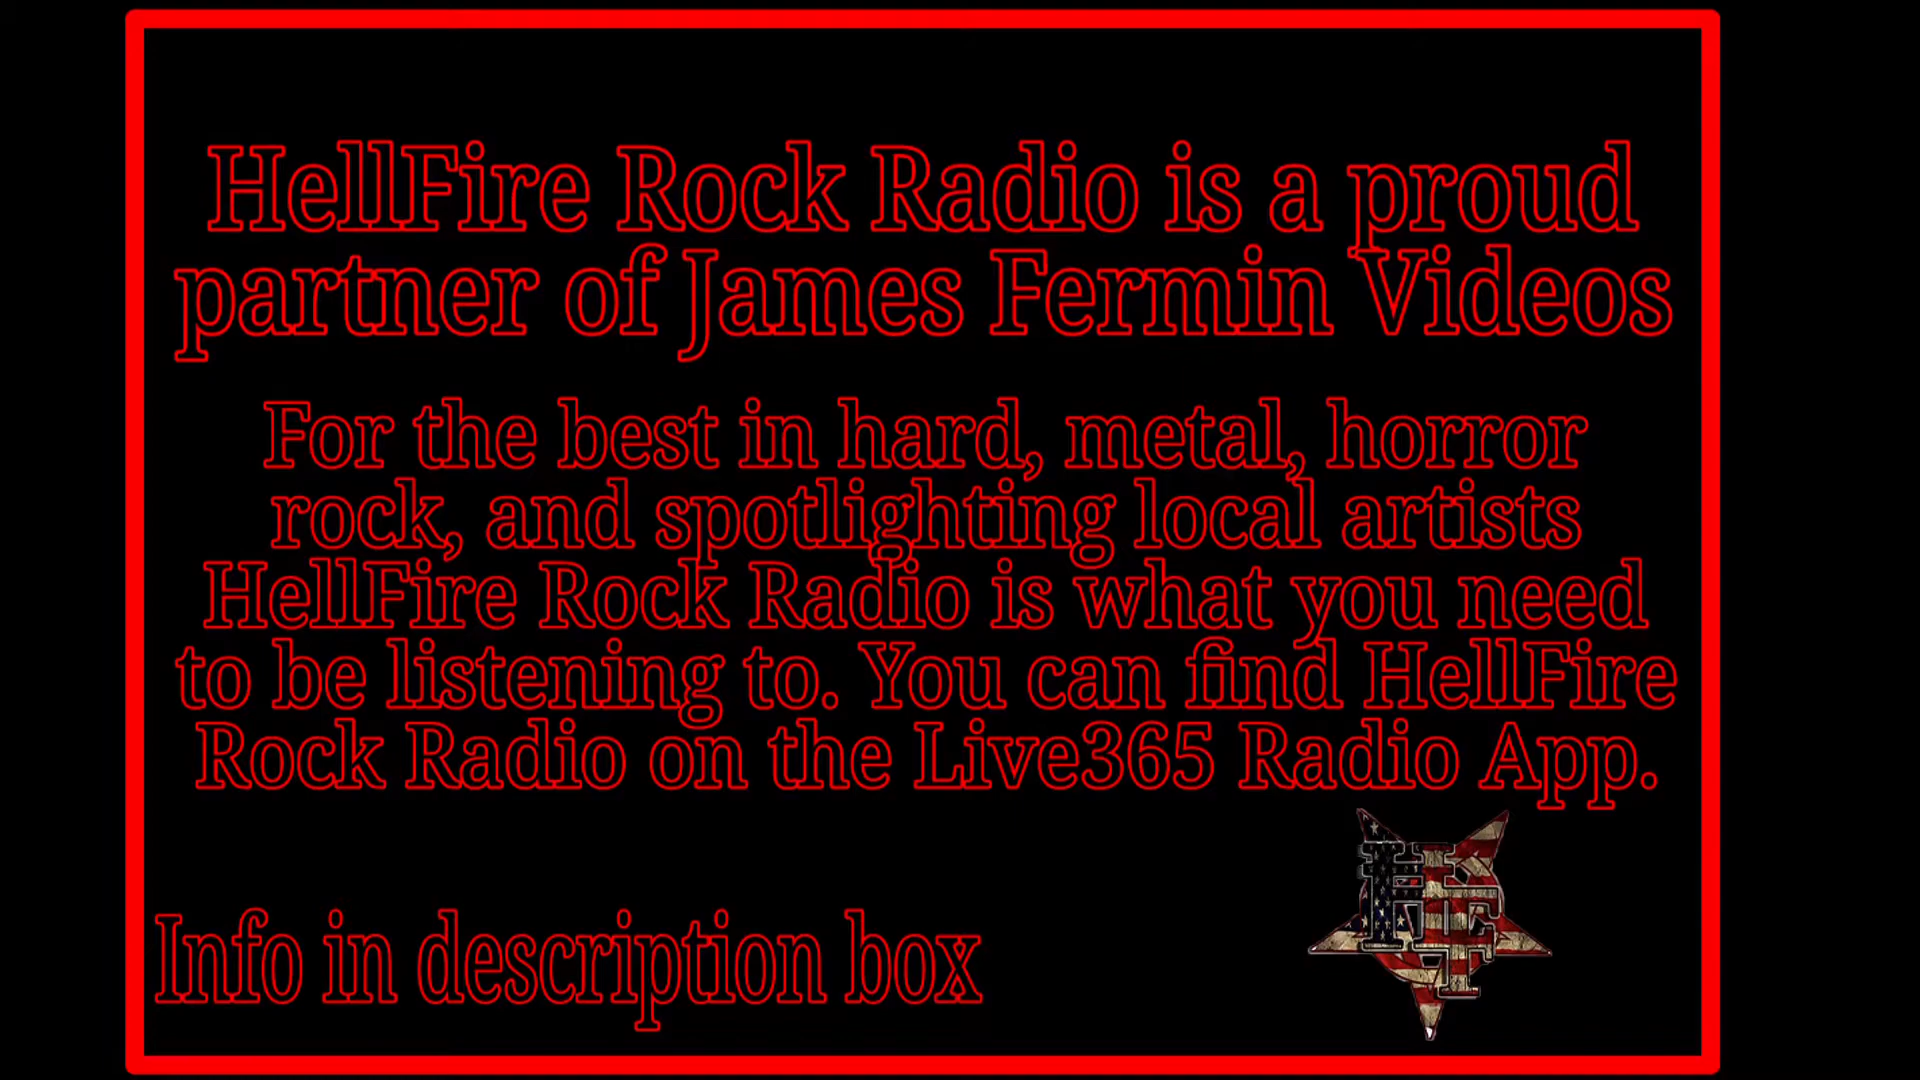 HellFire Rock Radio is a proud
partner of James Fermin Videos
For the best in hard, metal, horror
rock, and spotlighting local artists
HellFire Rock Radio is what you need
to be listening to. You can find HellFire
Rock Radio on the Live365 Radio App.
Info in description box
HF